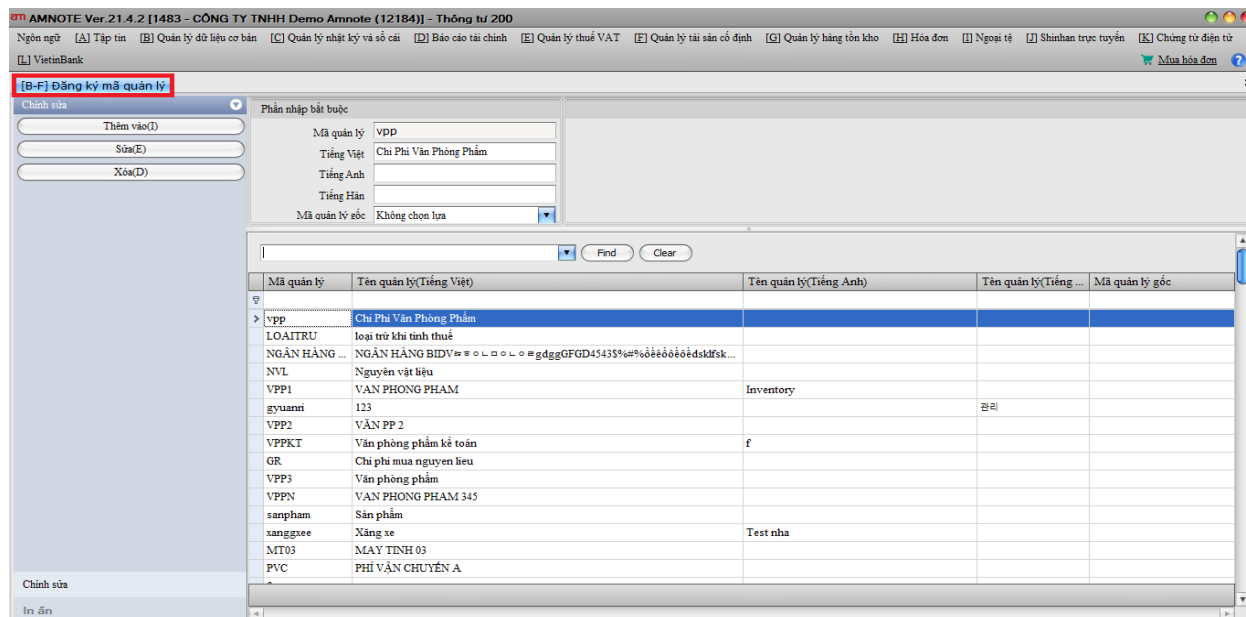 am AMNOTE Ver.21.4.2 [1483 - CÔNG TY TNHH Demo Amnote (12184)] - Thông tư 200
Ngôn ngữ [A] Tập tin [B] Quản lý dữ liệu cơ bản [C] Quản lý nhật ký và sổ cái [D] Báo cáo tài chinh [E] Quản lý thuế VAT [F] Quản lý tài sản cố định [G] Quản lý hàng tồn kho [H] Hóa đơn [I] Ngoại tệ [J] Shinhan trực tuyến [K] Chứng từ điện tử
[L] VietinBank Mua hóa đơn ?
[B-F] Đăng ký mã quản lý
Chỉnh sửa
Thêm vào(I)
Sửa(E)
Xóa(D)
Phần nhập bắt buộc
Mã quản lý vpp
Tiếng Việt Chi Phí Văn Phòng Phẩm
Tiếng Anh
Tiếng Hàn
Mã quản lý gốc Không chọn lựa
Find Clear
Mã quản lý Tên quản lý(Tiếng Việt) Tên quản lý(Tiếng Anh) Tên quản lý(Tiếng ... Mã quản lý gốc
vpp Chi Phí Văn Phòng Phẩm
LOAITRU loại trừ khi tính thuế
NGÂN HÀNG ... NGÂN HÀNG BIDV
NVL Nguyên vật liệu
VPP1 VAN PHONG PHAM Inventory
gyuanri 123 관리
VPP2 VĂN PP 2
VPPKT Văn phòng phẩm kế toán f
GR Chi phi mua nguyen lieu
VPP3 Văn phòng phẩm
VPPN VAN PHONG PHAM 345
sanpham Sản phẩm
xanggxee Xăng xe Test nha
MT03 MAY TINH 03
PVC PHÍ VẬN CHUYỂN A
Chỉnh sửa
In ấn